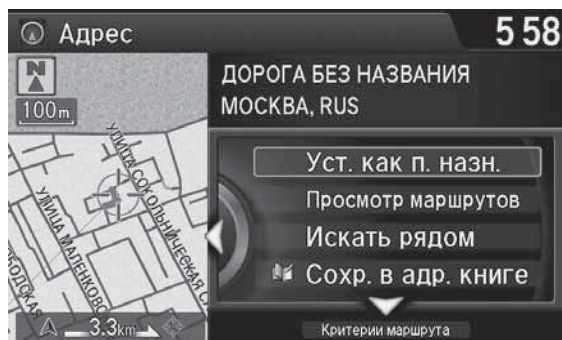 Адрес
5 58
ДОРОГА БЕЗ НАЗВАНИЯ
МОСКВА, RUS
N
100m
УЛИЦА СОКОЛЬНИЧЕСКАЯ С
УЛИЦА МАЛЕНКОВС
Уст. как п. назн.
Просмотр маршрутов
Искать рядом
Сохр. в адр. книге
3.3km
Критерии маршрута